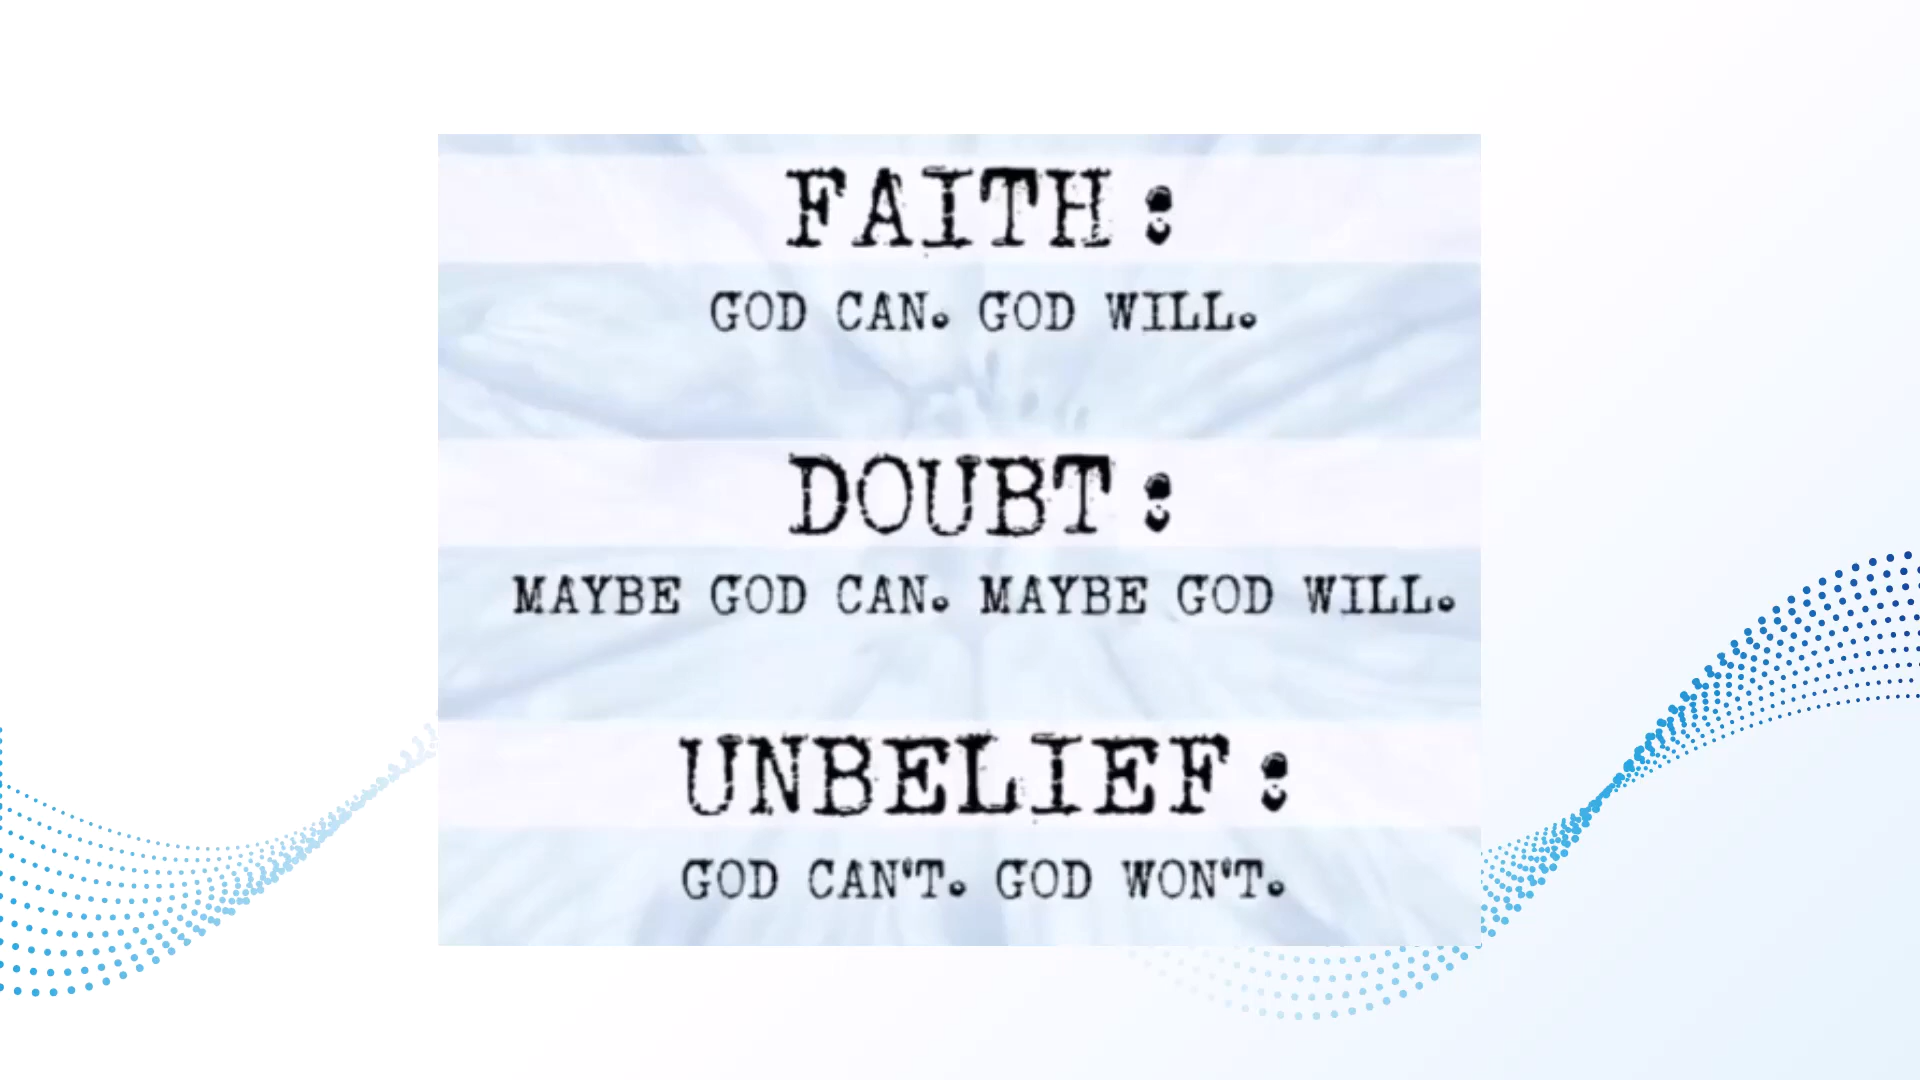 FAITH:
GOD CAN. GOD WILL.
DOUBT:
MAYBE GOD CAN. MAYBE GOD WILL.
UNBELIEF:
GOD CAN'T. GOD WON'T.